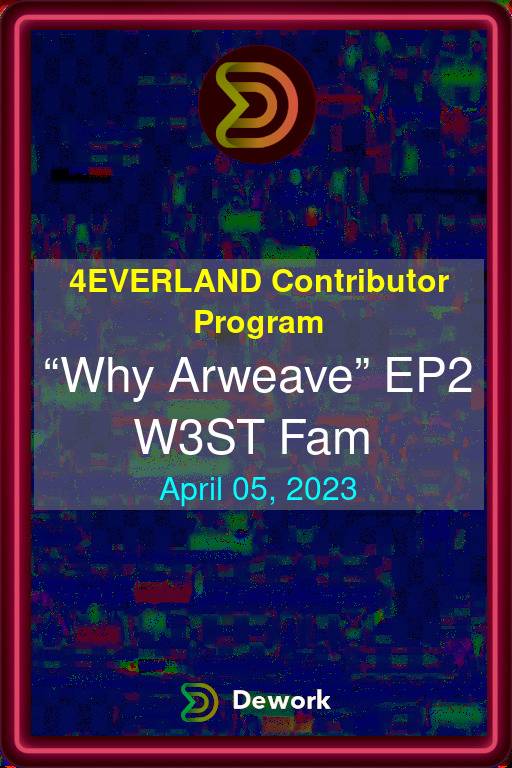 4EVERLAND Contributor
Program
“Why Arweave” EP2
W3ST Fam
April 05, 2023
Dework